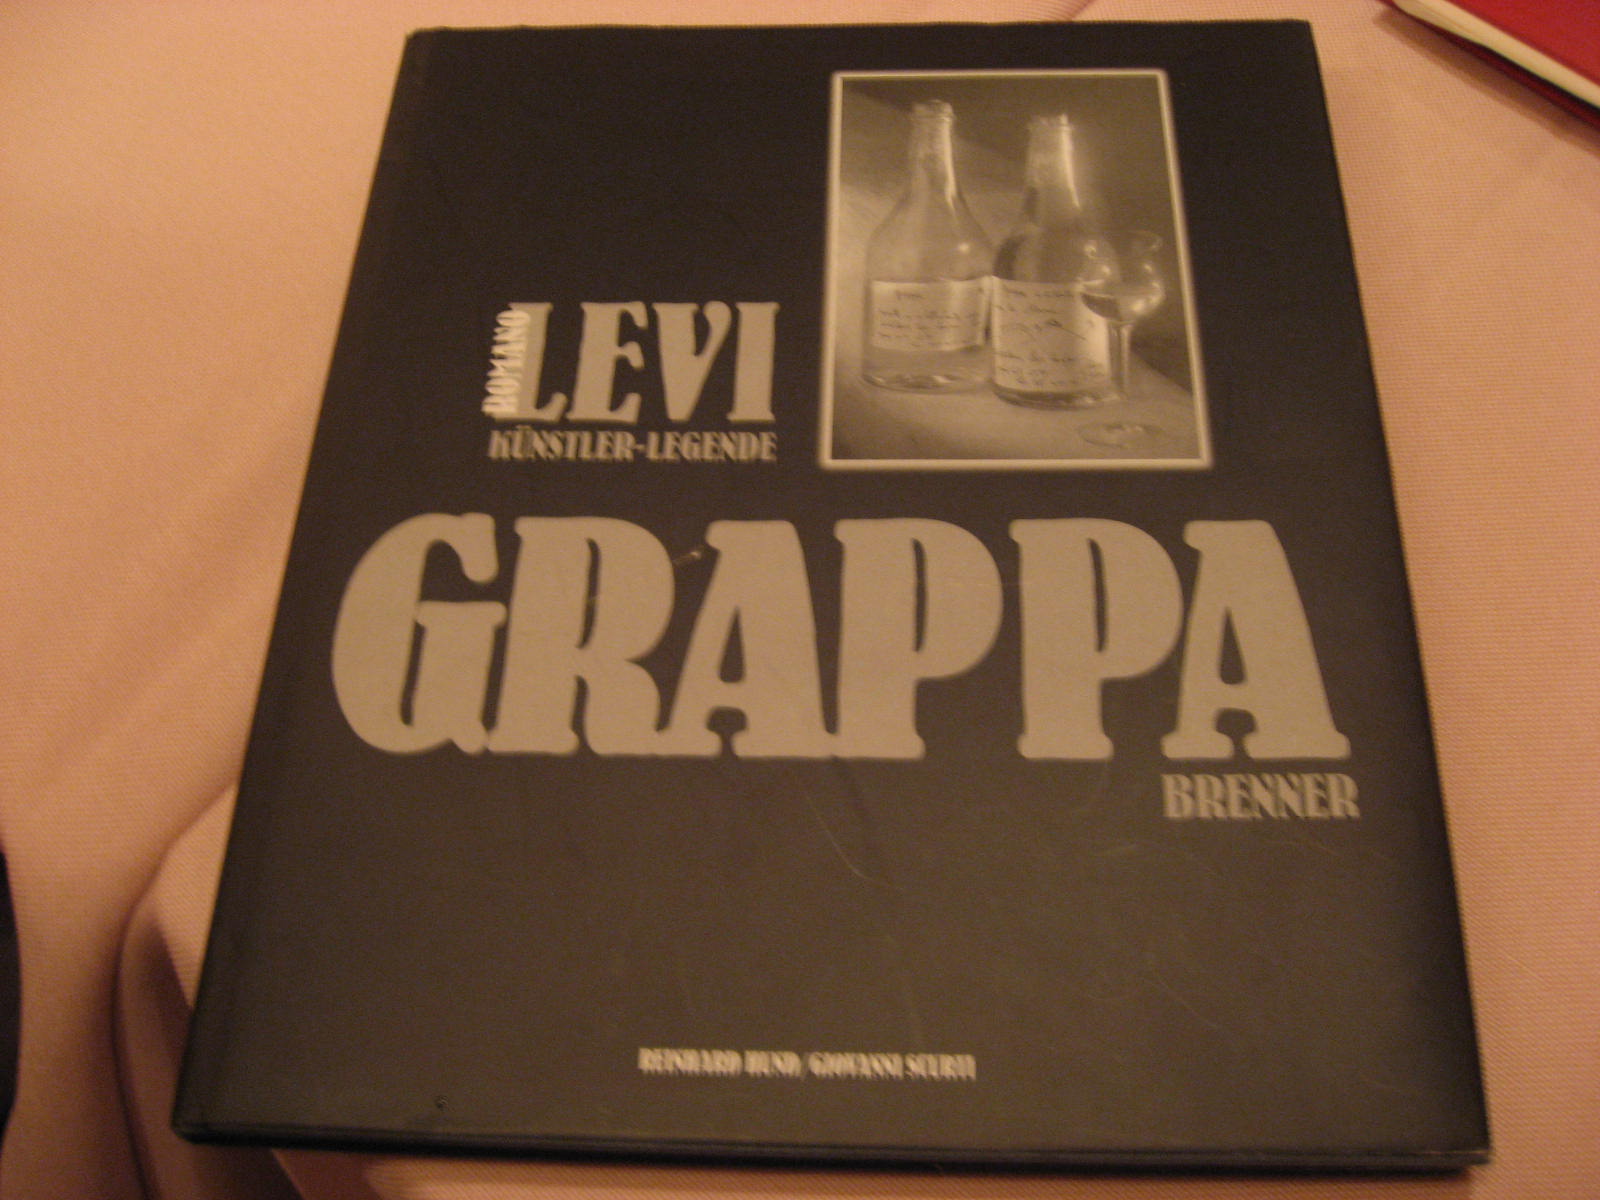 ROMANO
LEVI
KÜNSTLER-LEGENDE
GRAPPA
BRENNER
REINHARD HUND/GIOVANNI SCURTI